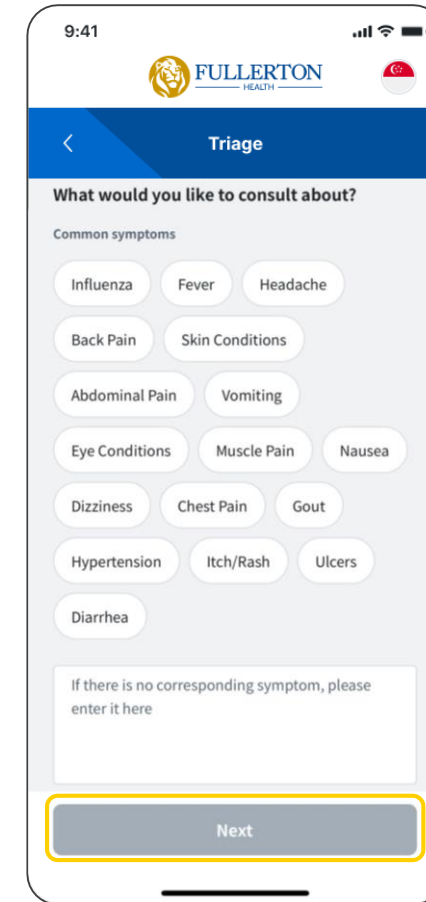 9:41
FULLERTON
HEALTH
Triage
What would you like to consult about?
Common symptoms
Influenza Fever Headache
Back Pain Skin Conditions
Abdominal Pain Vomiting
Eye Conditions Muscle Pain Nausea
Dizziness Chest Pain Gout
Hypertension Itch/Rash Ulcers
Diarrhea
If there is no corresponding symptom, please
enter it here
Next